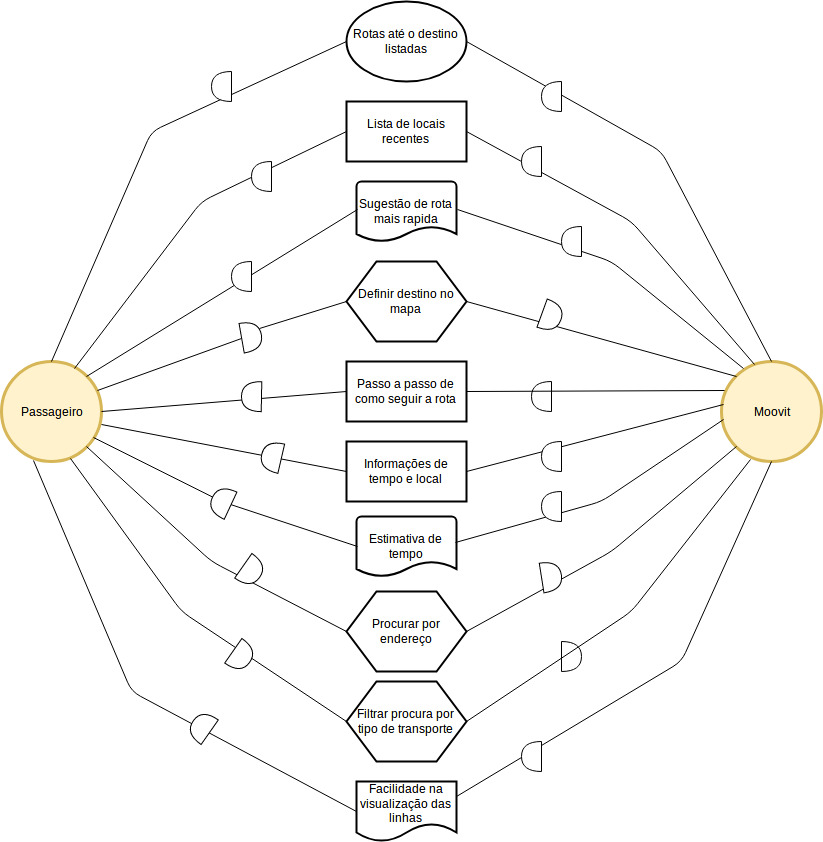 Rotas até o destino
listadas
Lista de locais
recentes
Sugestão de rota
mais rapida
Definir destino no
mapa
Passageiro
Passo a passo de
como seguir a rota
Moovit
Informações de
tempo e local
Estimativa de
tempo
Procurar por
endereço
Filtrar procura por
tipo de transporte
Facilidade na
visualização das
linhas